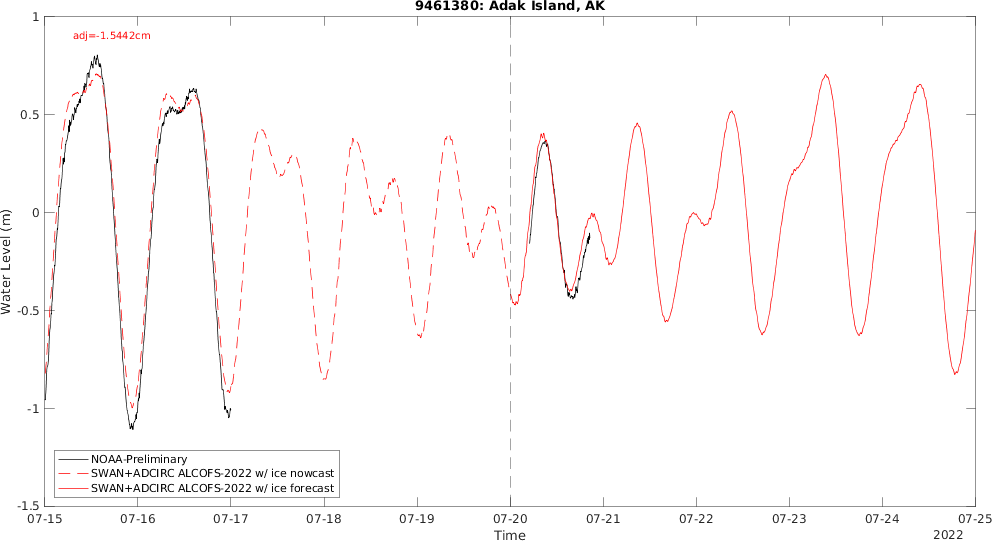 9461380: Adak Island, AK
adj=-1.5442cm
Water Level (m)
1
0.5
0
-0.5
-1
-1.5
NOAA-Preliminary
SWAN+ADCIRC ALCOFS-2022 w/ ice nowcast
SWAN+ADCIRC ALCOFS-2022 w/ ice forecast
07-15 07-16 07-17 07-18 07-19 07-20 07-21 07-22 07-23 07-24 07-25
Time
2022